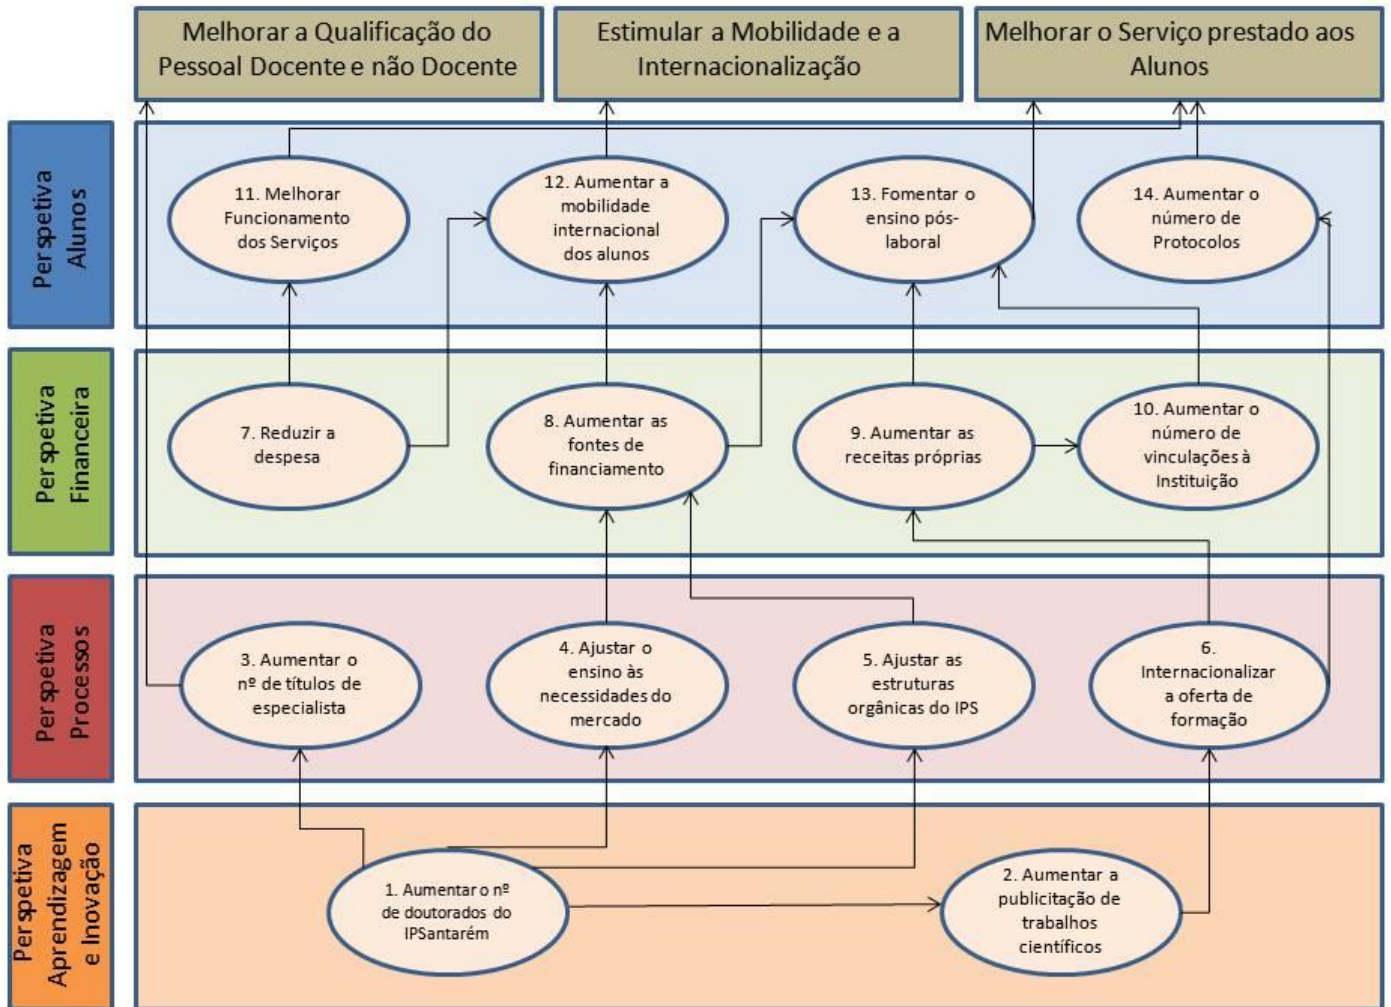 Melhorar a Qualificação do
Pessoal Docente e não Docente
Estimular a Mobilidade e a
Internacionalização
Melhorar o Serviço prestado aos
Alunos
Perspetiva
Alunos
11. Melhorar
Funcionamento
dos Serviços
12. Aumentar a
mobilidade
internacional
dos alunos
13. Fomentar o
ensino pós-
laboral
14. Aumentar o
número de
Protocolos
Perspetiva
Financeira
7. Reduzir a
despesa
8. Aumentar as
fontes de
financiamento
9. Aumentar as
receitas próprias
10. Aumentar o
número de
vinculações à
Instituição
Perspetiva
Processos
3. Aumentar o
nº de títulos de
especialista
4. Ajustar o
ensino às
necessidades do
mercado
5. Ajustar as
estruturas
orgânicas do IPS
6.
Internacionalizar
a oferta de
formação
Perspetiva
Aprendizagem
e Inovação
1. Aumentar o nº
de doutorados do
IPSantarém
2. Aumentar a
publicitação de
trabalhos
científicos